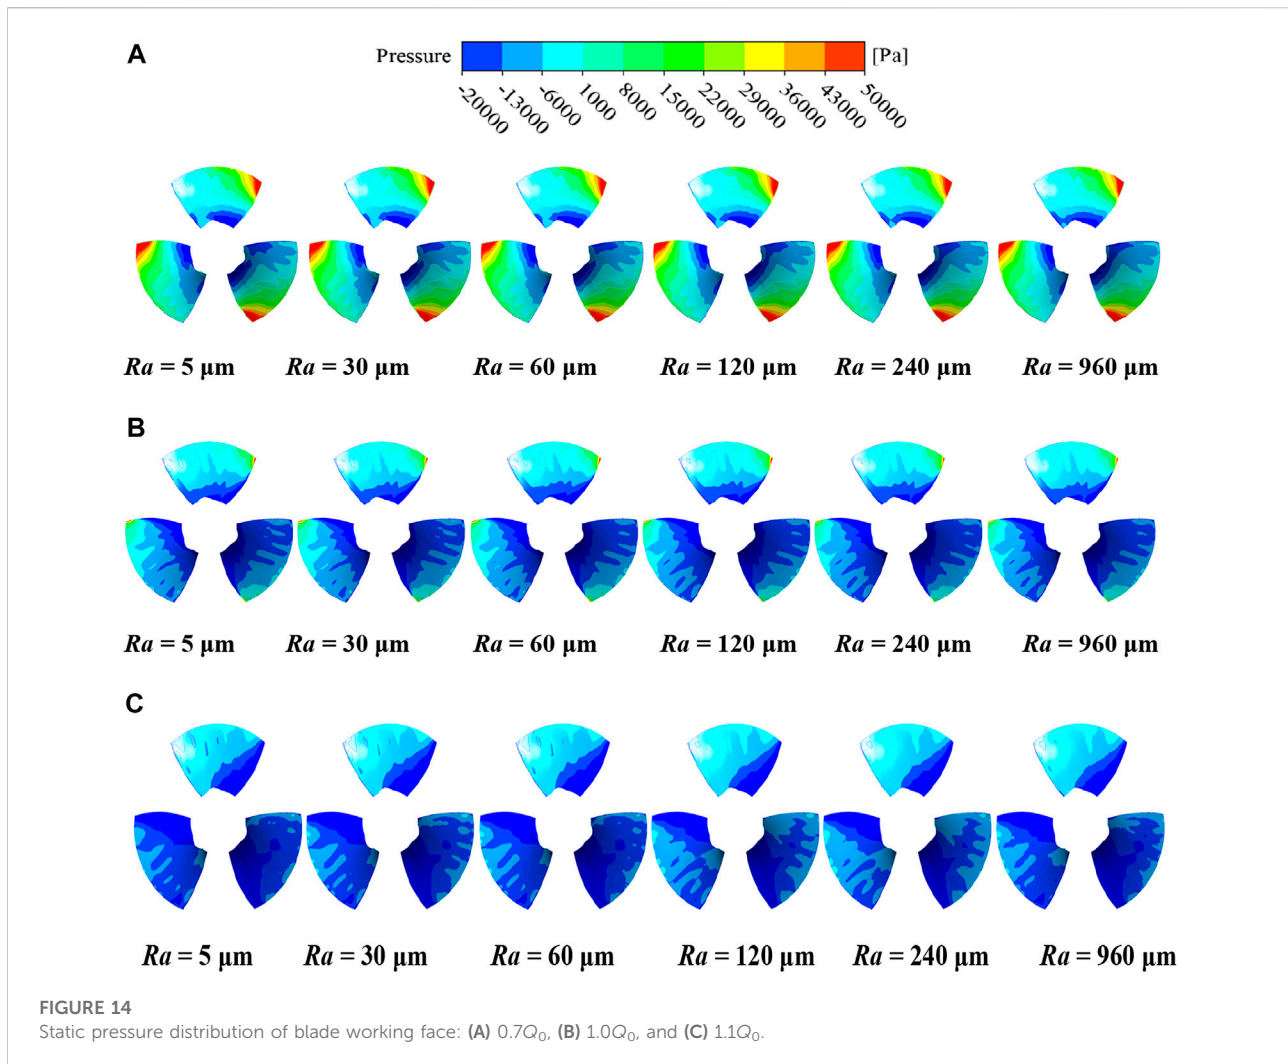 A
Pressure [Pa]
-20000 -13000 -6000 1000 8000 15000 22000 29000 36000 43000 50000
Ra = 5 μm Ra = 30 μm Ra = 60 μm Ra = 120 μm Ra = 240 μm Ra = 960 μm
B
Ra = 5 μm Ra = 30 μm Ra = 60 μm Ra = 120 μm Ra = 240 μm Ra = 960 μm
C
Ra = 5 μm Ra = 30 μm Ra = 60 μm Ra = 120 μm Ra = 240 μm Ra = 960 μm
FIGURE 14
Static pressure distribution of blade working face: (A) 0.7Q₀, (B) 1.0Q₀, and (C) 1.1Q₀.